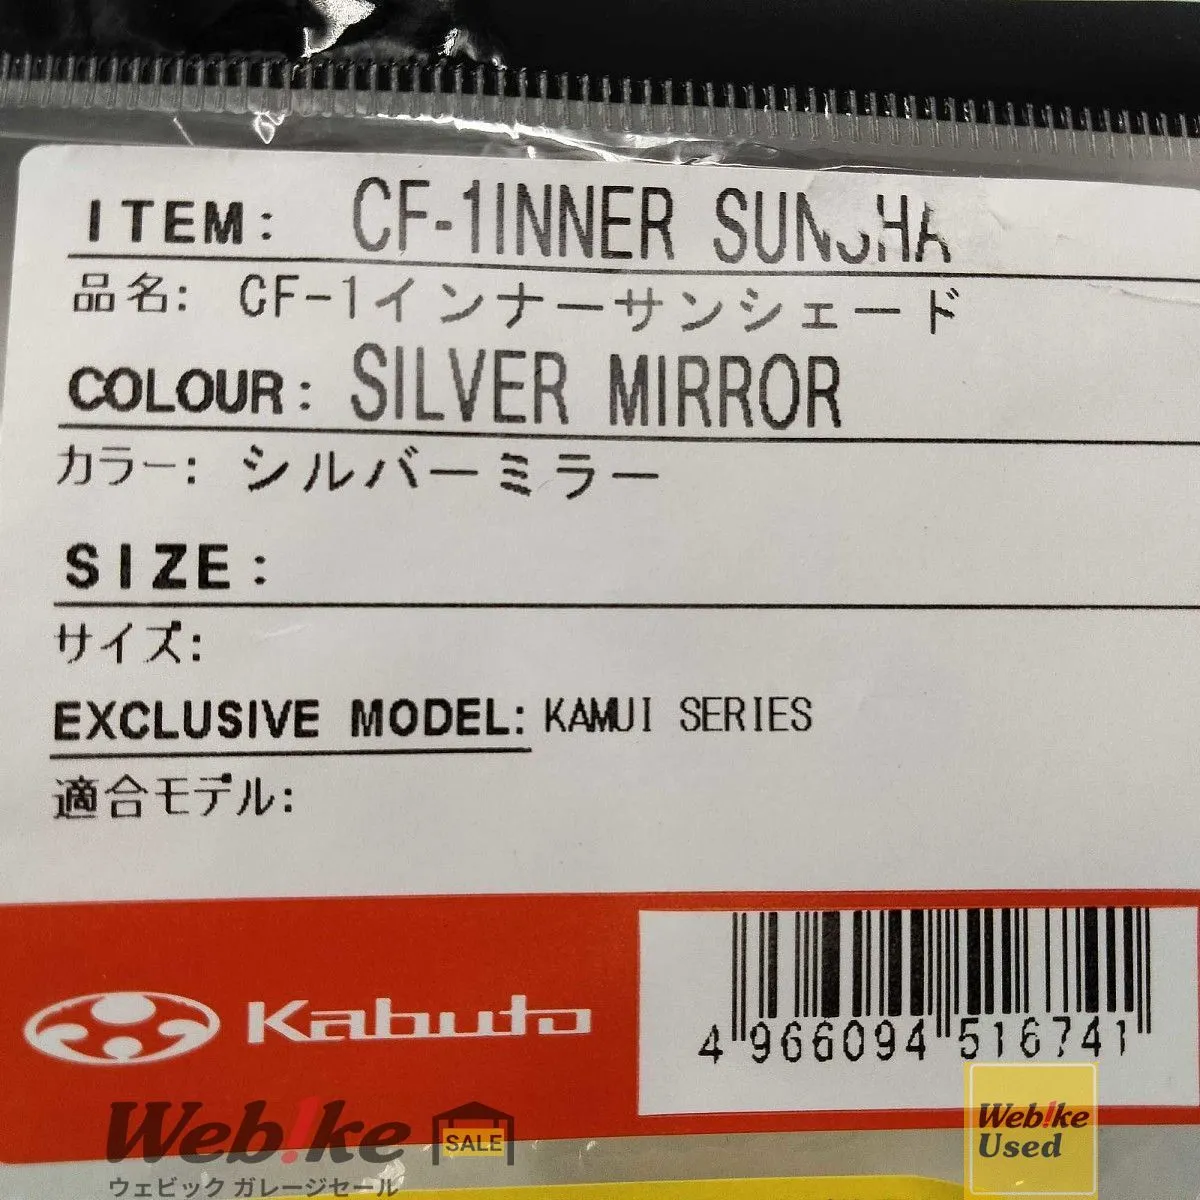 ITEM: CF-1INNER SUNSHA
品名: CF-1インナーサンシェード
COLOUR: SILVER MIRROR
カラー: シルバーミラー
SIZE:
サイズ:
EXCLUSIVE MODEL: KAMUI SERIES
適合モデル:
Kabuto
4 966094 516741
Webike SALE
ウェビック ガレージセール
Web!ke
Used